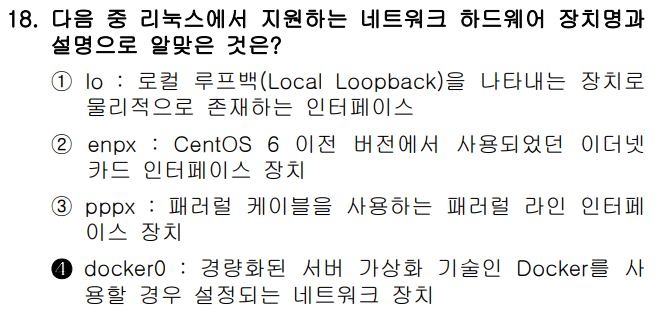 18. 다음 중 리눅스에서 지원하는 네트워크 하드웨어 장치명과
설명으로 알맞은 것은?
① lo : 로컬 루프백(Local Loopback)을 나타내는 장치로
물리적으로 존재하는 인터페이스
② enpx : CentOS 6 이전 버전에서 사용되었던 이더넷
카드 인터페이스 장치
③ pppx : 패러럴 케이블을 사용하는 패러럴 라인 인터페
이스 장치
❹ docker0 : 경량화된 서버 가상화 기술인 Docker를 사
용할 경우 설정되는 네트워크 장치